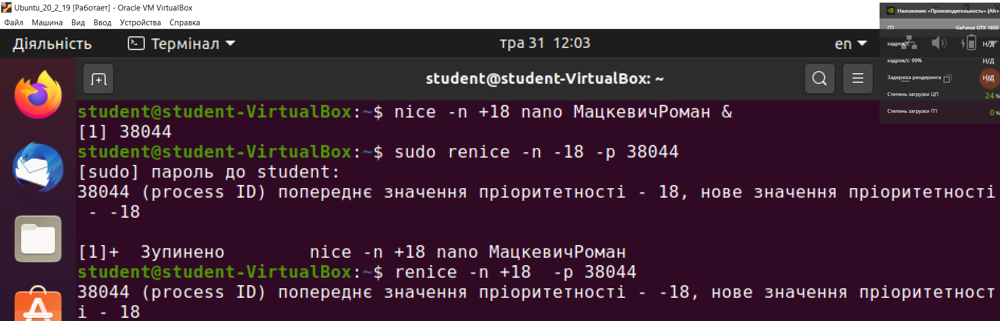 Ubuntu_20_2_19 [Работает] - Oracle VM VirtualBox
Файл Машина Вид Ввод Устройства Справка
Діяльність Термінал тра 31 12:03 en
student@student-VirtualBox: ~
Наложение «Производительность» (Alt+
ГП GeForce GTX 1650
кадров/с Н/Д
кадров/с 99% Н/Д
Задержка рендеринга Н/Д
Степень загрузки ЦП 24 %
Степень загрузки ГП 0 %
student@student-VirtualBox:~$ nice -n +18 nano МацкевичРоман &
[1] 38044
student@student-VirtualBox:~$ sudo renice -n -18 -p 38044
[sudo] пароль до student:
38044 (process ID) попереднє значення пріоритетності - 18, нове значення пріоритетності
- -18
[1]+ Зупинено nice -n +18 nano МацкевичРоман
student@student-VirtualBox:~$ renice -n +18  -p 38044
38044 (process ID) попереднє значення пріоритетності - -18, нове значення пріоритетност
і - 18